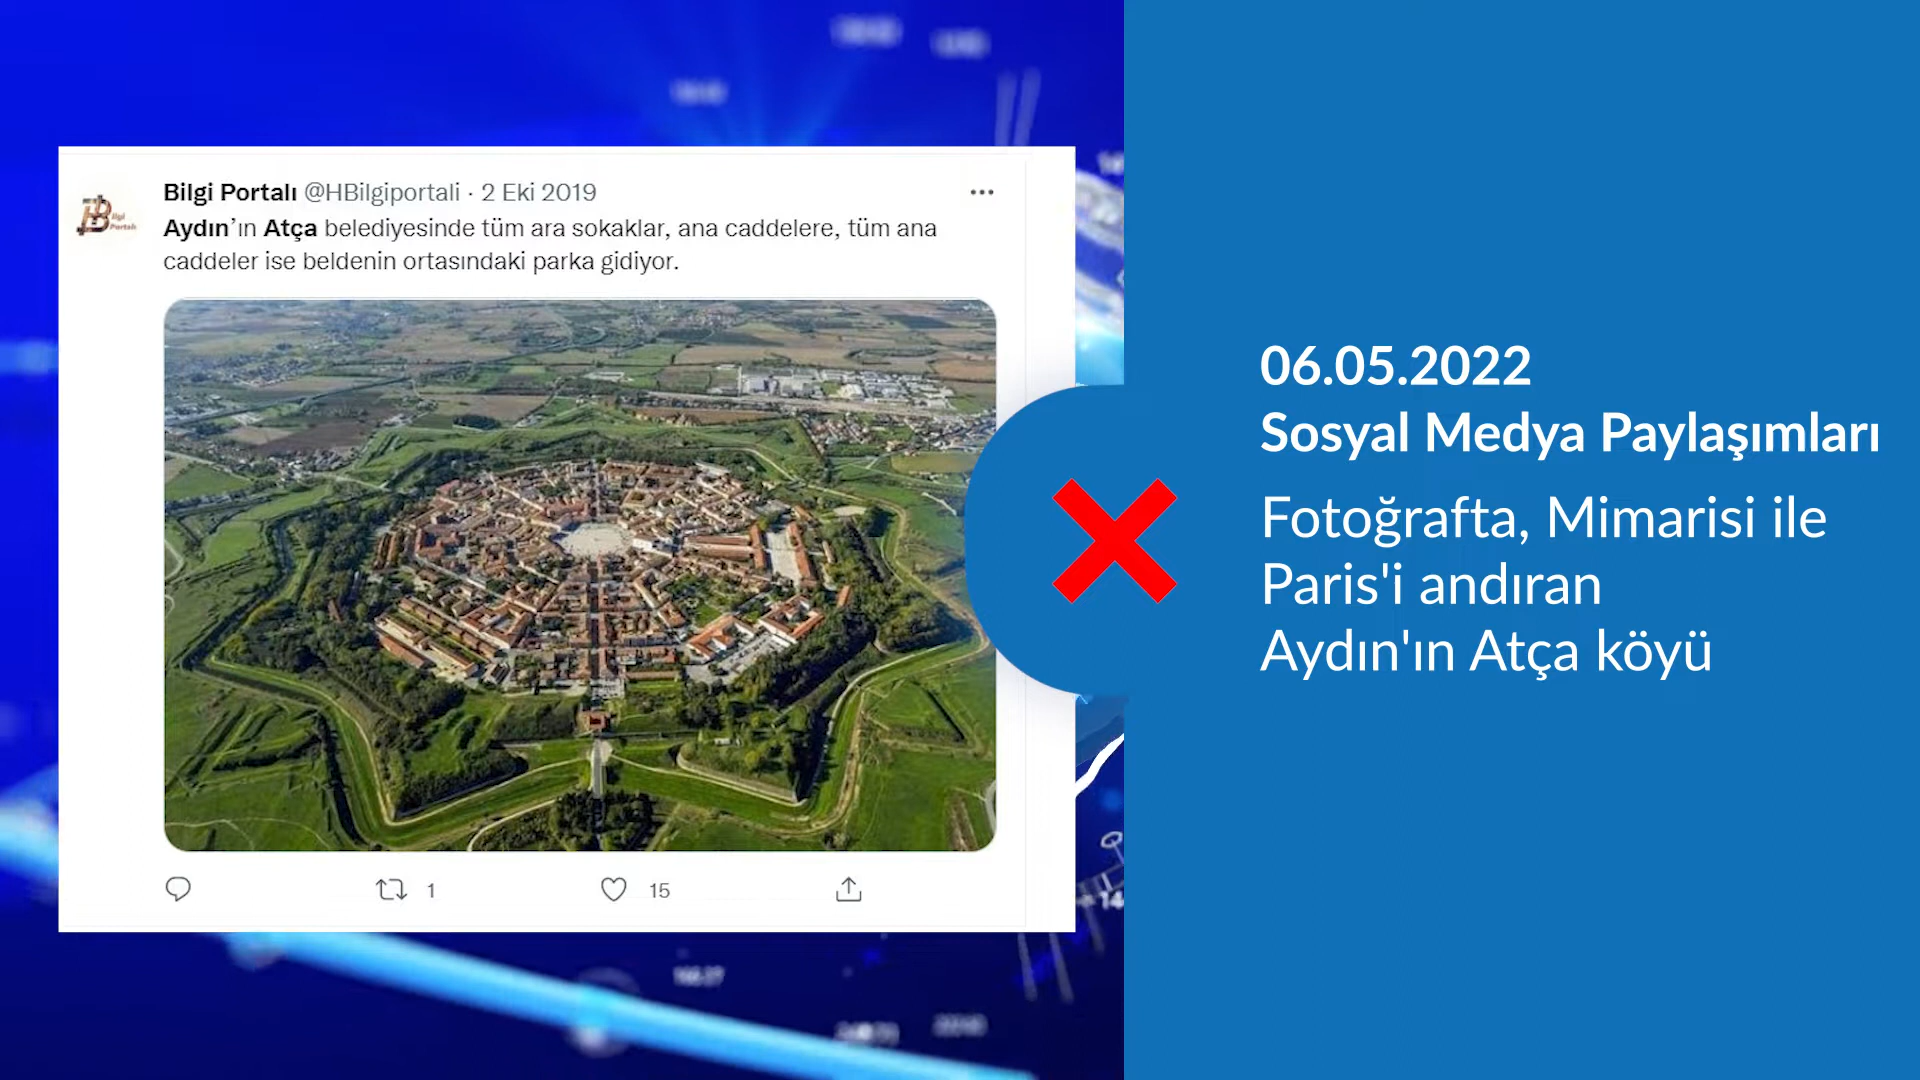 Bilgi Portalı @HBilgiportali · 2 Eki 2019
Aydın’ın Atça belediyesinde tüm ara sokaklar, ana caddelere, tüm ana
caddeler ise beldenin ortasındaki parka gidiyor.
1
15
06.05.2022
Sosyal Medya Paylaşımları
Fotoğrafta, Mimarisi ile
Paris'i andıran
Aydın'ın Atça köyü